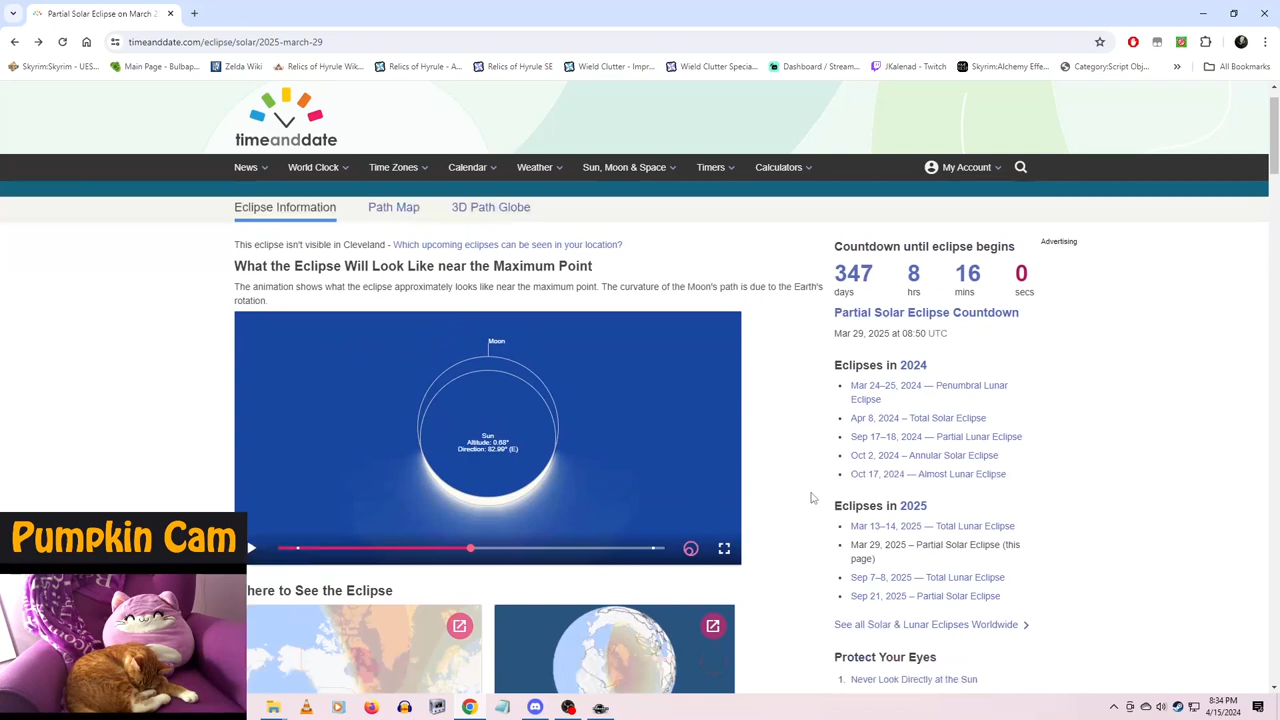 Partial Solar Eclipse on March 2
timeanddate.com/eclipse/solar/2025-march-29
Skyrim:Skyrim - UES...
Main Page - Bulbap...
Zelda Wiki
Relics of Hyrule Wik...
Relics of Hyrule - A...
Relics of Hyrule SE
Wield Clutter - Impr...
Wield Clutter Specia...
Dashboard / Stream...
JKalenad - Twitch
Skyrim:Alchemy Effe...
Category:Script Obj...
All Bookmarks
timeanddate
News
World Clock
Time Zones
Calendar
Weather
Sun, Moon & Space
Timers
Calculators
My Account
Eclipse Information
Path Map
3D Path Globe
This eclipse isn't visible in Cleveland - Which upcoming eclipses can be seen in your location?
What the Eclipse Will Look Like near the Maximum Point
The animation shows what the eclipse approximately looks like near the maximum point. The curvature of the Moon's path is due to the Earth's
rotation.
Moon
Sun
Altitude: 0.68°
Direction: 82.99° (E)
here to See the Eclipse
Countdown until eclipse begins
347 8 16 0
days hrs mins secs
Partial Solar Eclipse Countdown
Mar 29, 2025 at 08:50 UTC
Eclipses in 2024
Mar 24–25, 2024 — Penumbral Lunar
Eclipse
Apr 8, 2024 – Total Solar Eclipse
Sep 17–18, 2024 — Partial Lunar Eclipse
Oct 2, 2024 – Annular Solar Eclipse
Oct 17, 2024 — Almost Lunar Eclipse
Eclipses in 2025
Mar 13–14, 2025 — Total Lunar Eclipse
Mar 29, 2025 – Partial Solar Eclipse (this
page)
Sep 7–8, 2025 — Total Lunar Eclipse
Sep 21, 2025 – Partial Solar Eclipse
See all Solar & Lunar Eclipses Worldwide
Protect Your Eyes
1. Never Look Directly at the Sun
Advertising
Pumpkin Cam
8:34 PM
4/15/2024